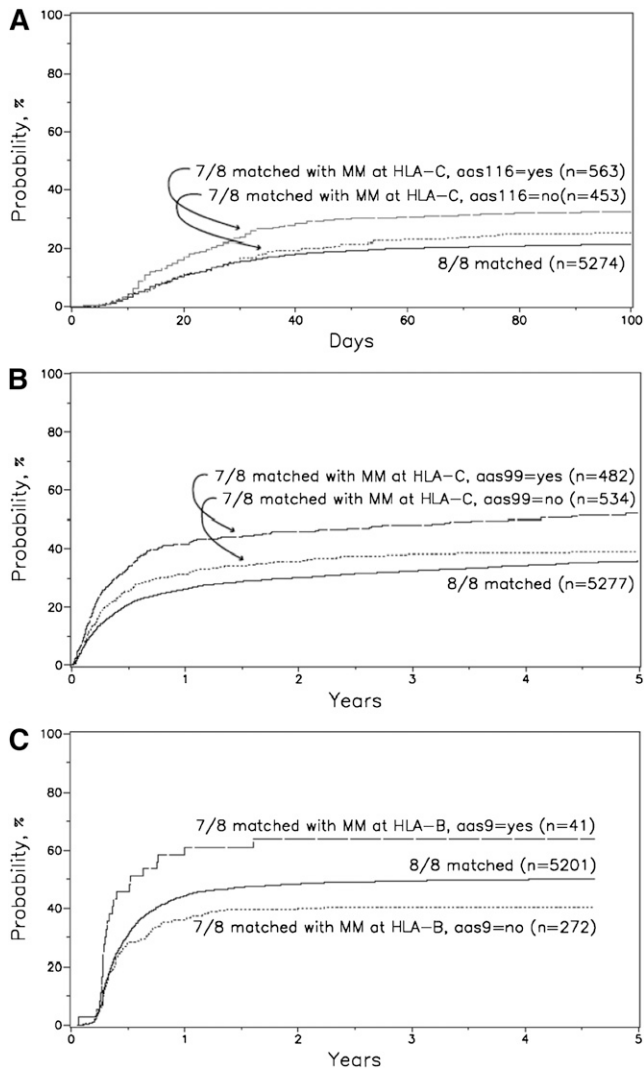 A
Probability, %
100
80
60
40
20
0
7/8 matched with MM at HLA-C, aas116=yes (n=563)
7/8 matched with MM at HLA-C, aas116=no(n=453)
8/8 matched (n=5274)
0 20 40 60 80 100
Days
B
Probability, %
100
80
60
40
20
0
7/8 matched with MM at HLA-C, aas99=yes (n=482)
7/8 matched with MM at HLA-C, aas99=no (n=534)
8/8 matched (n=5277)
0 1 2 3 4 5
Years
C
Probability, %
100
80
60
40
20
0
7/8 matched with MM at HLA-B, aas9=yes (n=41)
8/8 matched (n=5201)
7/8 matched with MM at HLA-B, aas9=no (n=272)
0 1 2 3 4 5
Years